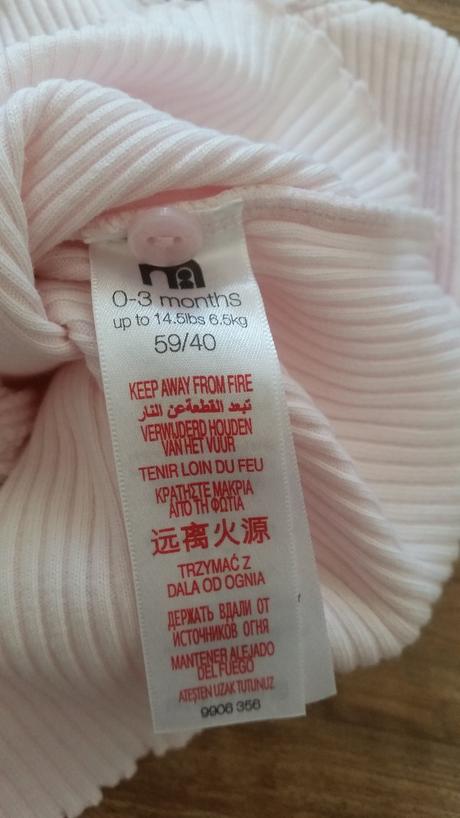 0-3 months
up to 14.5lbs 6.5kg
59/40
KEEP AWAY FROM FIRE
تبعد القطعة عن النار
VERWIJDERD HOUDEN
VAN HET VUUR
TENIR LOIN DU FEU
ΚΡΑΤΗΣΤΕ ΜΑΚΡΙΑ
ΑΠΟ ΤΗ ΦΩΤΙΑ
远离火源
TRZYMAĆ Z
DALA OD OGNIA
ДЕРЖАТЬ ВДАЛИ ОТ
ИСТОЧНИКОВ ОГНЯ
MANTENER ALEJADO
DEL FUEGO
ATEŞTEN UZAK TUTUNUZ
9906 356